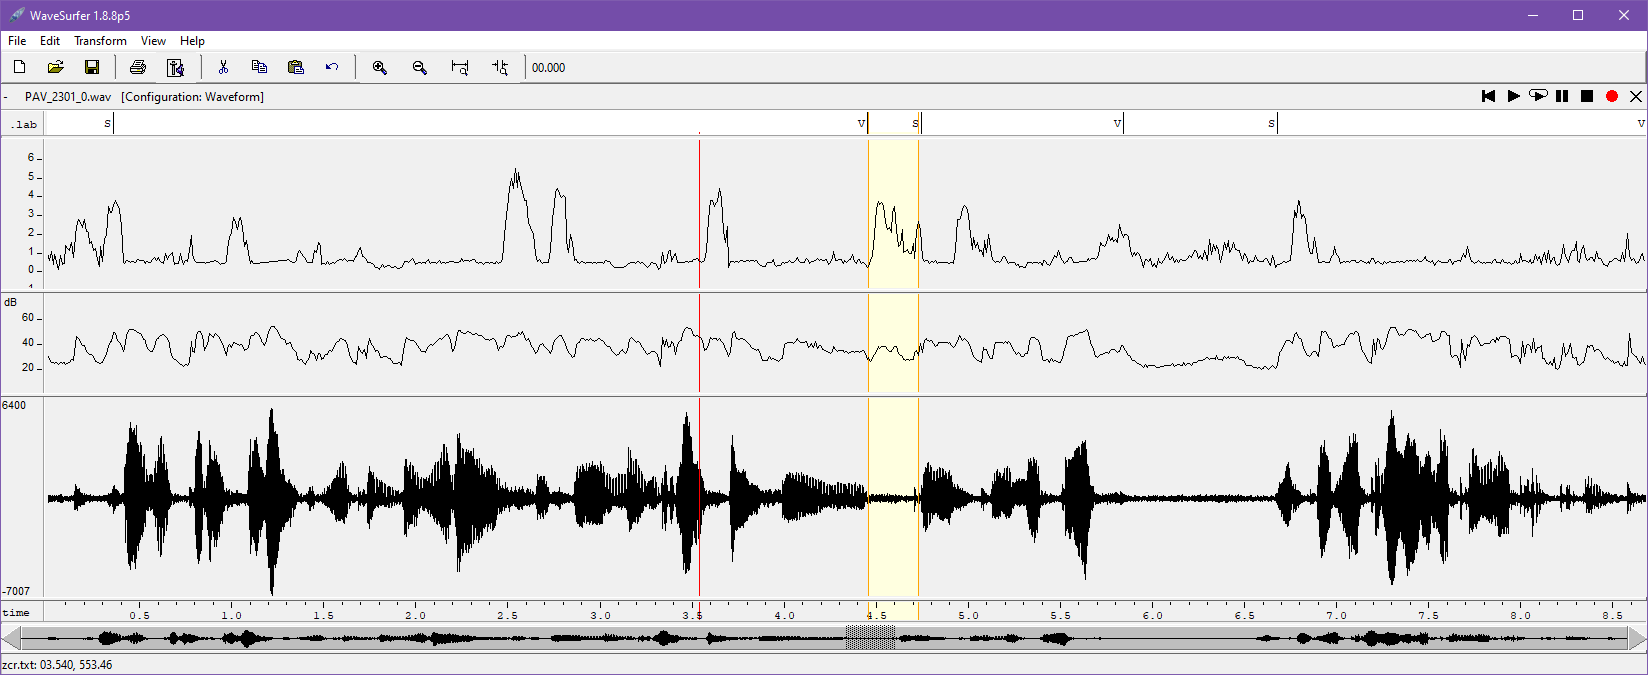 WaveSurfer 1.8.8p5
File Edit Transform View Help
00.000
- PAV_2301_0.wav [Configuration: Waveform]
.lab S V S V S V
6
5
4
3
2
1
0
dB
60
40
20
6400
-7007
time 0.5 1.0 1.5 2.0 2.5 3.0 3.5 4.0 4.5 5.0 5.5 6.0 6.5 7.0 7.5 8.0 8.5
zcr.txt: 03.540, 553.46